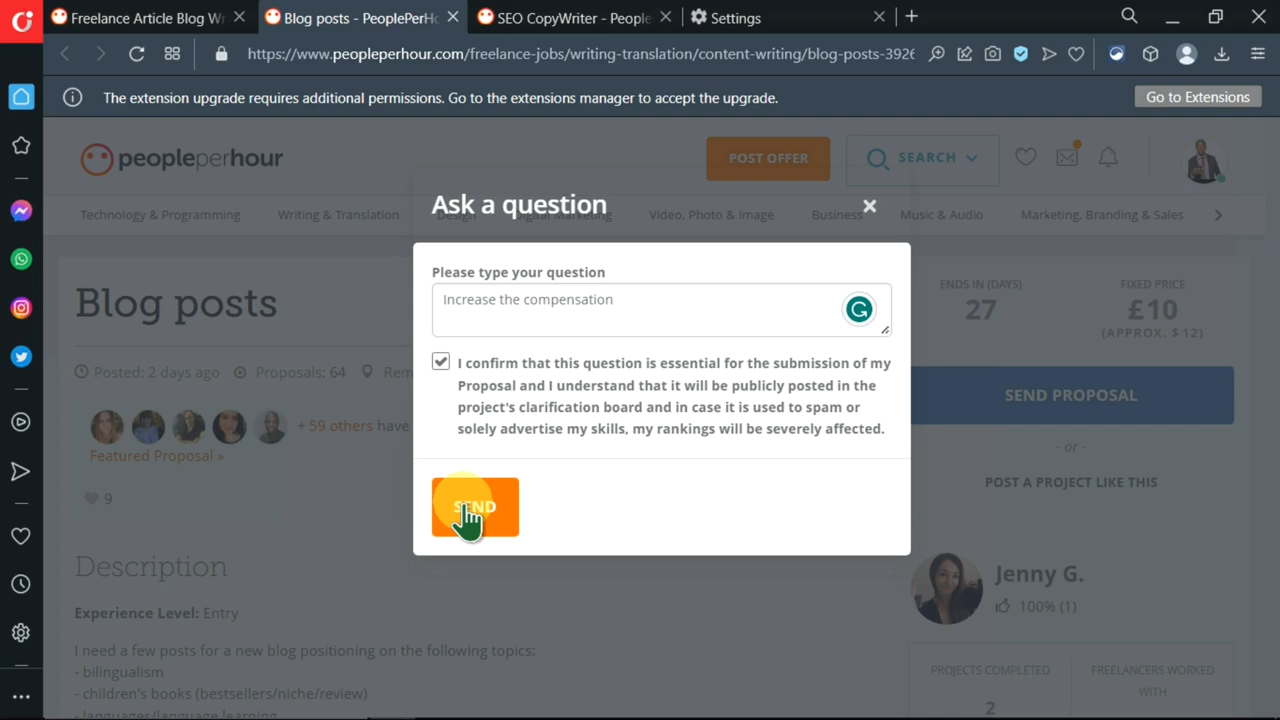 Freelance Article Blog Wr
Blog posts - PeoplePerH
SEO CopyWriter - People
Settings
https://www.peopleperhour.com/freelance-jobs/writing-translation/content-writing/blog-posts-3926
The extension upgrade requires additional permissions. Go to the extensions manager to accept the upgrade.
Go to Extensions
peopleperhour
POST OFFER
SEARCH
Technology & Programming
Writing & Translation
Design
Digital Marketing
Video, Photo & Image
Business
Music & Audio
Marketing, Branding & Sales
Ask a question
Please type your question
Increase the compensation
I confirm that this question is essential for the submission of my
Proposal and I understand that it will be publicly posted in the
project's clarification board and in case it is used to spam or
solely advertise my skills, my rankings will be severely affected.
SEND
Blog posts
Posted: 2 days ago
Proposals: 64
Rem
+ 59 others have
Featured Proposal »
9
Description
Experience Level: Entry
I need a few posts for a new blog positioning on the following topics:
- bilingualism
- children's books (bestsellers/niche/review)
- languages/language learning
ENDS IN (DAYS)
27
FIXED PRICE
£10
(APPROX. $ 12)
SEND PROPOSAL
- or -
POST A PROJECT LIKE THIS
Jenny G.
100% (1)
PROJECTS COMPLETED
2
FREELANCERS WORKED
WITH